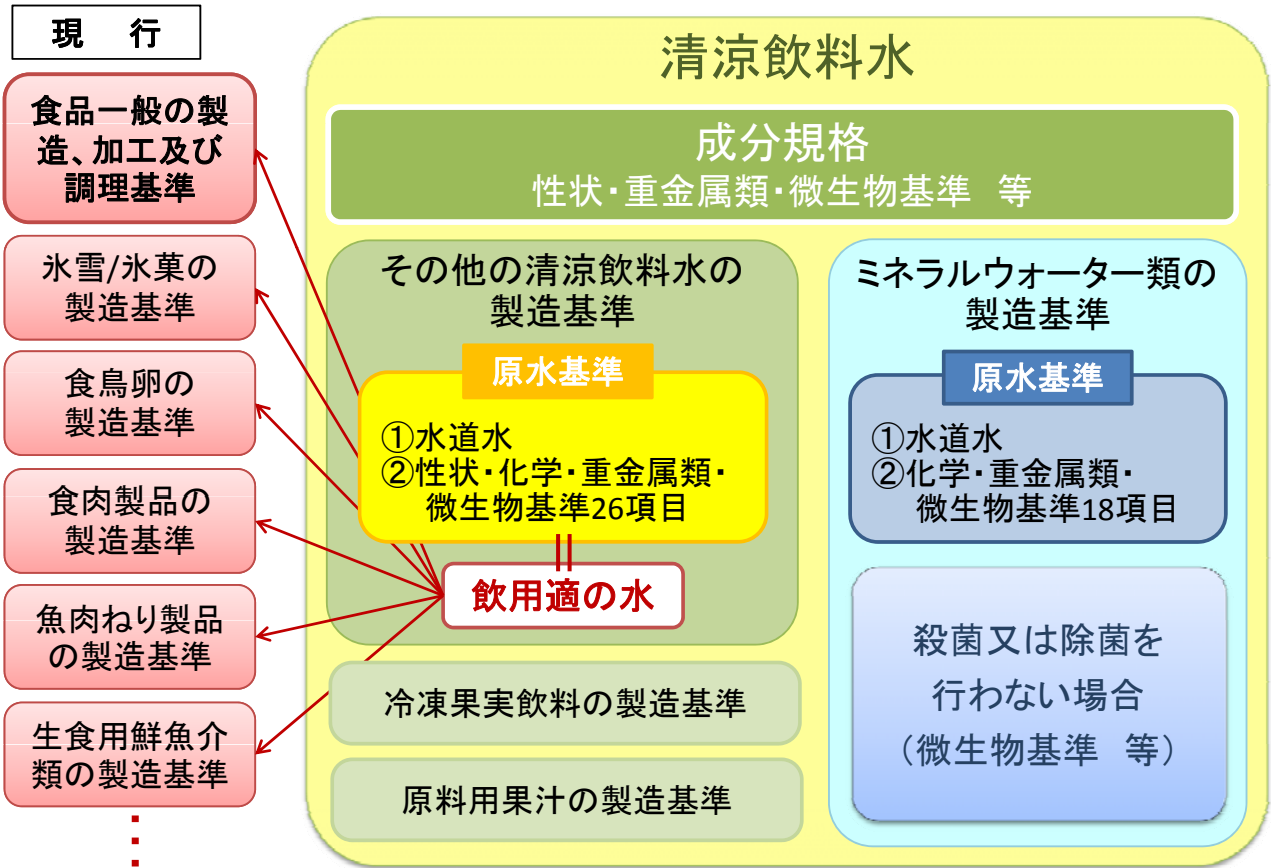 現　行
食品一般の製
造、加工及び
調理基準
氷雪/氷菓の
製造基準
食鳥卵の
製造基準
食肉製品の
製造基準
魚肉ねり製品
の製造基準
生食用鮮魚介
類の製造基準
清涼飲料水
成分規格
性状・重金属類・微生物基準　等
その他の清涼飲料水の
製造基準
原水基準
①水道水
②性状・化学・重金属類・
微生物基準26項目
飲用適の水
冷凍果実飲料の製造基準
原料用果汁の製造基準
ミネラルウォーター類の
製造基準
原水基準
①水道水
②化学・重金属類・
微生物基準18項目
殺菌又は除菌を
行わない場合
（微生物基準　等）